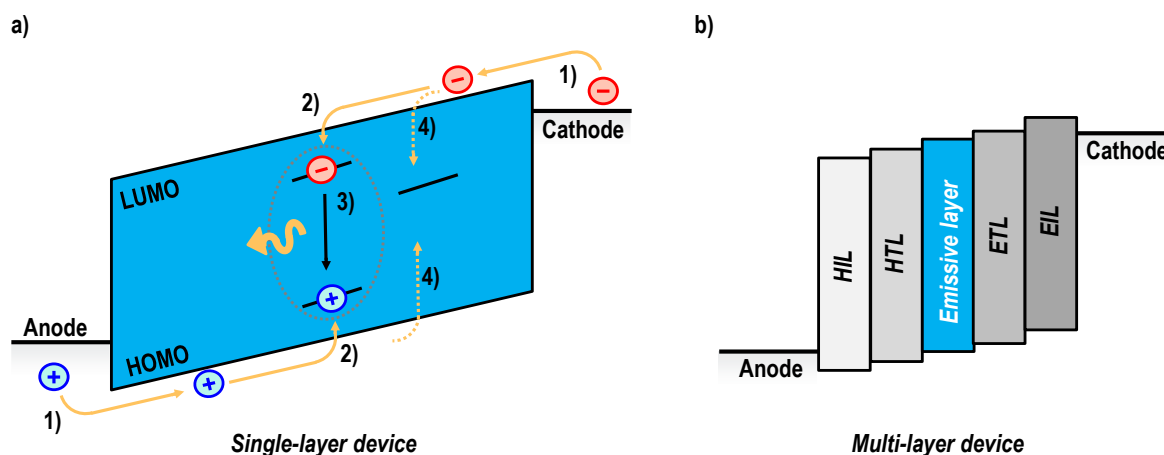 a)
b)
1)
2)
4)
Cathode
LUMO
3)
4)
Anode
HOMO
2)
1)
Single-layer device
HIL
HTL
Emissive layer
ETL
EIL
Cathode
Anode
Multi-layer device